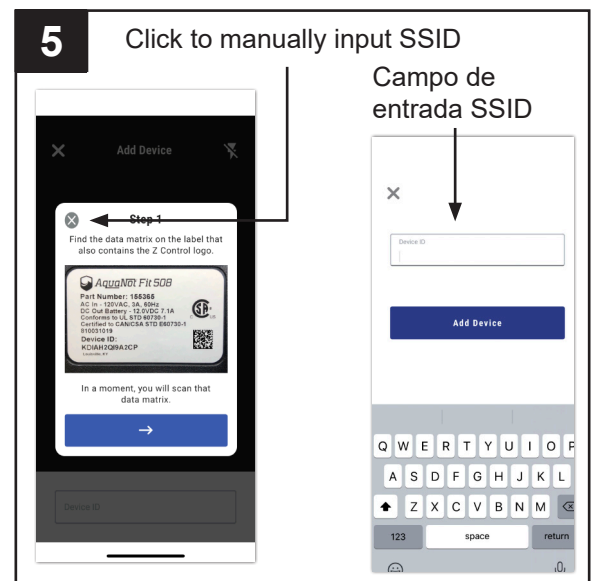 5
Click to manually input SSID
Campo de
entrada SSID
Add Device
Step 1
Find the data matrix on the label that
also contains the Z Control logo.
AquaNot Fit 508
Part Number: 155365
AC In - 120VAC, 3A, 60Hz
DC Out Battery - 12.0VDC 7.1A
Conforms to UL STD 60730-1
Certified to CAN/CSA STD E60730-1
910031019
Device ID:
KDIAH2QI9A2CP
Louisville, KY
In a moment, you will scan that
data matrix.
Device ID
Device ID
Add Device
Q W E R T Y U I O P
A S D F G H J K L
Z X C V B N M
123 space return